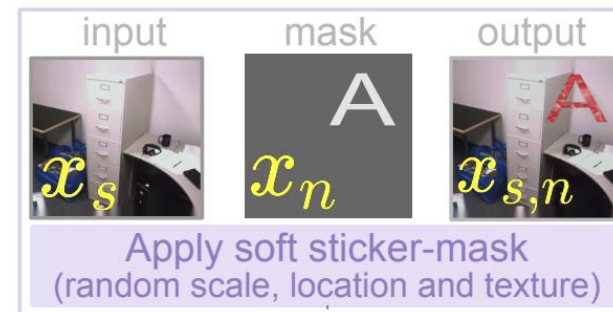 input mask output
x_s x_n x_{s,n}
A A
Apply soft sticker-mask
(random scale, location and texture)